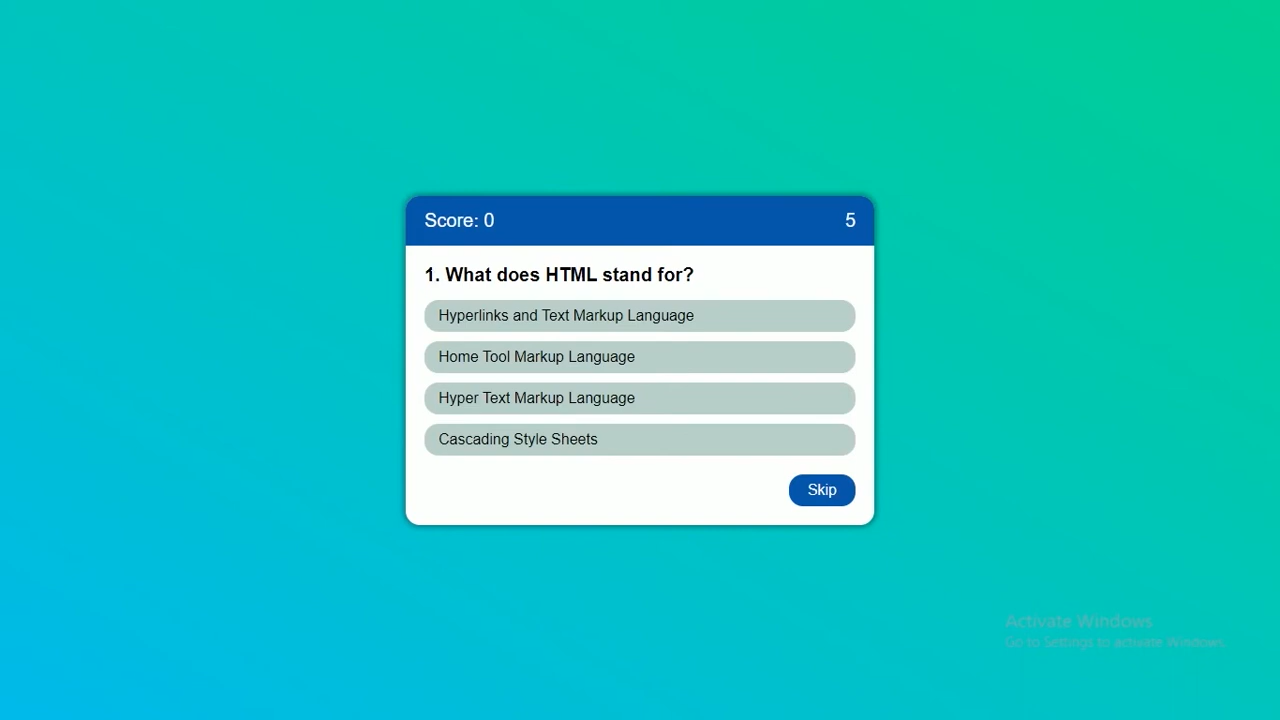 Score: 0
5
1. What does HTML stand for?
Hyperlinks and Text Markup Language
Home Tool Markup Language
Hyper Text Markup Language
Cascading Style Sheets
Skip
Activate Windows
Go to Settings to activate Windows.